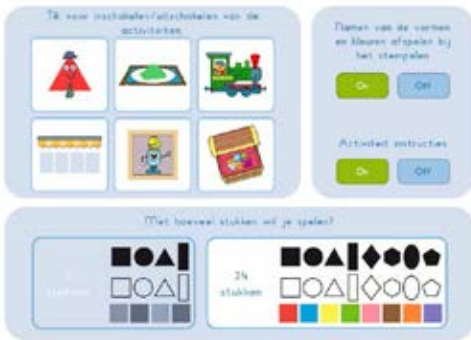 Tik voor inschakelen/uitschakelen van de
activiteiten
Namen van de vormen
en kleuren afspelen bij
het stempelen
On
Off
Activiteit instructies
On
Off
Met hoeveel stukken wil je spelen?
stukken
24
stukken